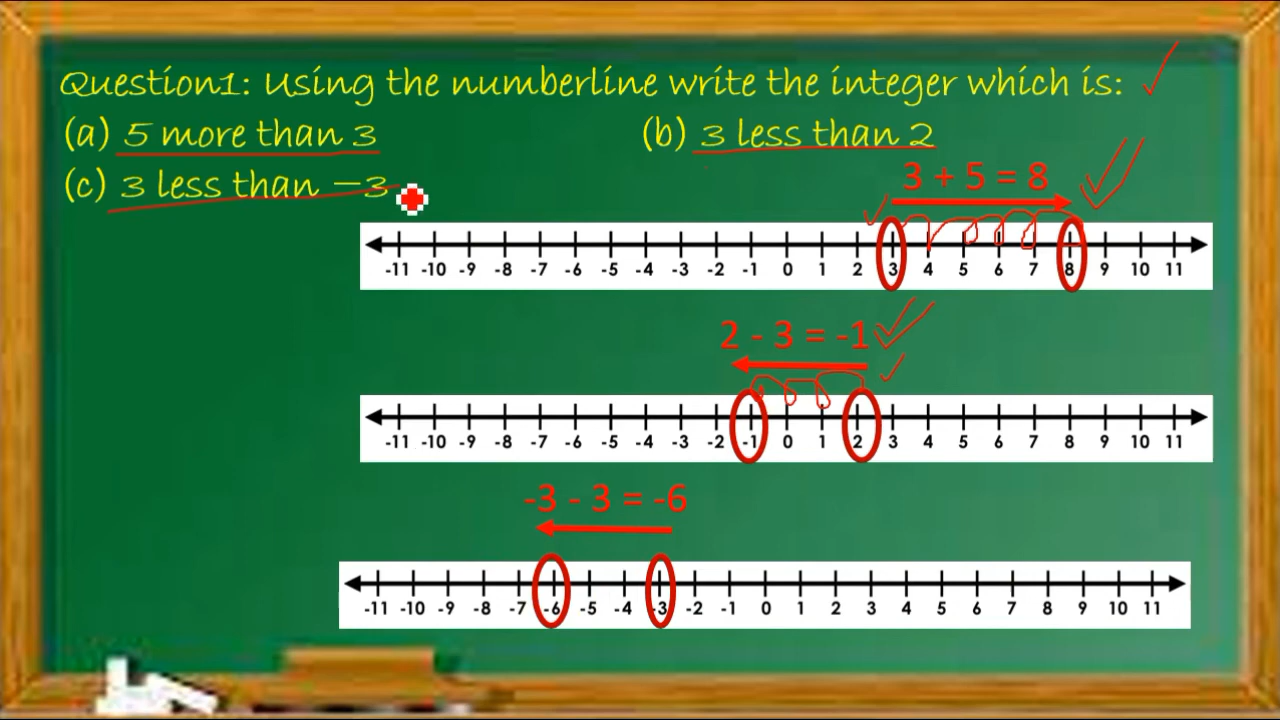 Question1: Using the numberline write the integer which is:
(a) 5 more than 3 (b) 3 less than 2
(c) 3 less than −3
3 + 5 = 8
-11 -10 -9 -8 -7 -6 -5 -4 -3 -2 -1 0 1 2 3 4 5 6 7 8 9 10 11
2 - 3 = -1
-11 -10 -9 -8 -7 -6 -5 -4 -3 -2 -1 0 1 2 3 4 5 6 7 8 9 10 11
-3 - 3 = -6
-11 -10 -9 -8 -7 -6 -5 -4 -3 -2 -1 0 1 2 3 4 5 6 7 8 9 10 11